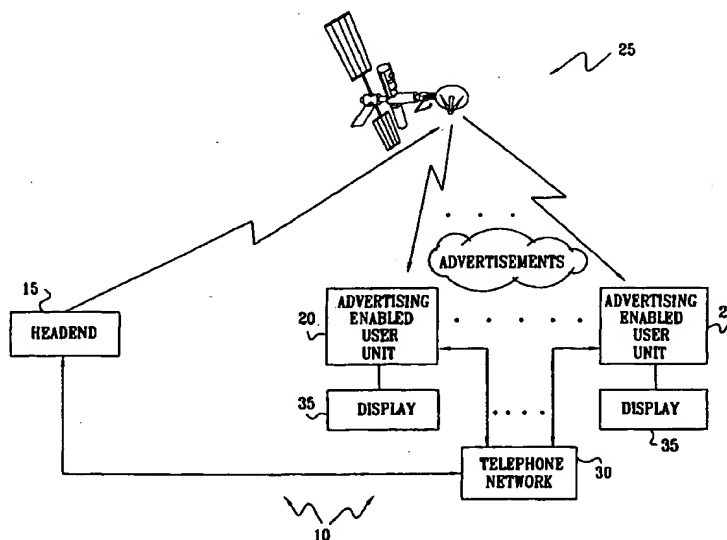 25
ADVERTISEMENTS
15
HEADEND
20
ADVERTISING
ENABLED
USER
UNIT
ADVERTISING
ENABLED
USER
UNIT
35
DISPLAY
DISPLAY
35
TELEPHONE
NETWORK
30
10